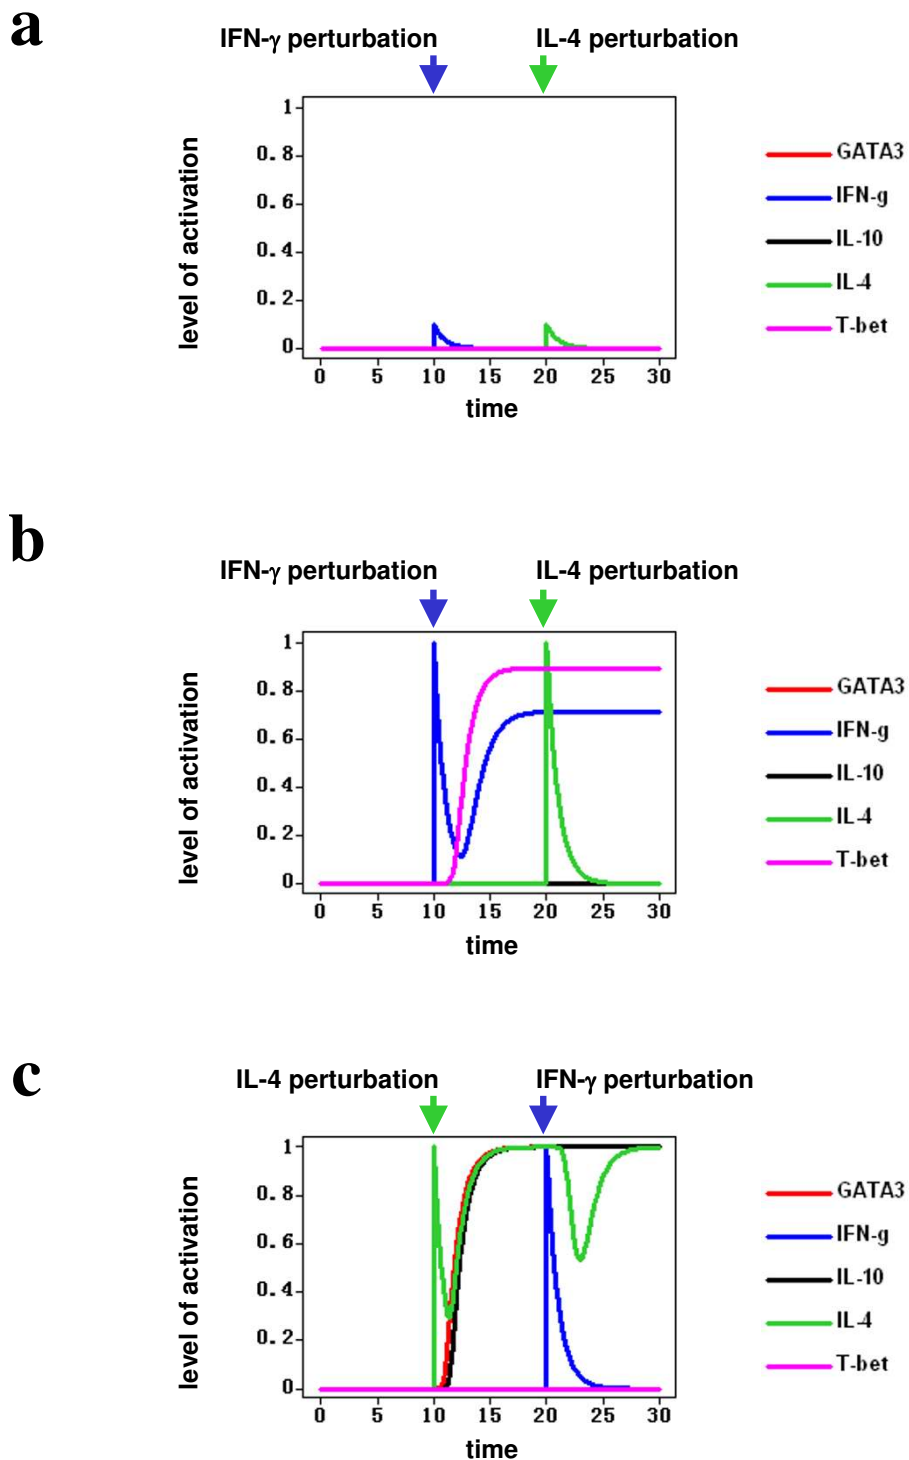 a
IFN-γ perturbation IL-4 perturbation
level of activation
1
0.8
0.6
0.4
0.2
0
0 5 10 15 20 25 30
time
GATA3
IFN-g
IL-10
IL-4
T-bet
b
IFN-γ perturbation IL-4 perturbation
level of activation
1
0.8
0.6
0.4
0.2
0
0 5 10 15 20 25 30
time
GATA3
IFN-g
IL-10
IL-4
T-bet
c
IL-4 perturbation IFN-γ perturbation
level of activation
1
0.8
0.6
0.4
0.2
0
0 5 10 15 20 25 30
time
GATA3
IFN-g
IL-10
IL-4
T-bet